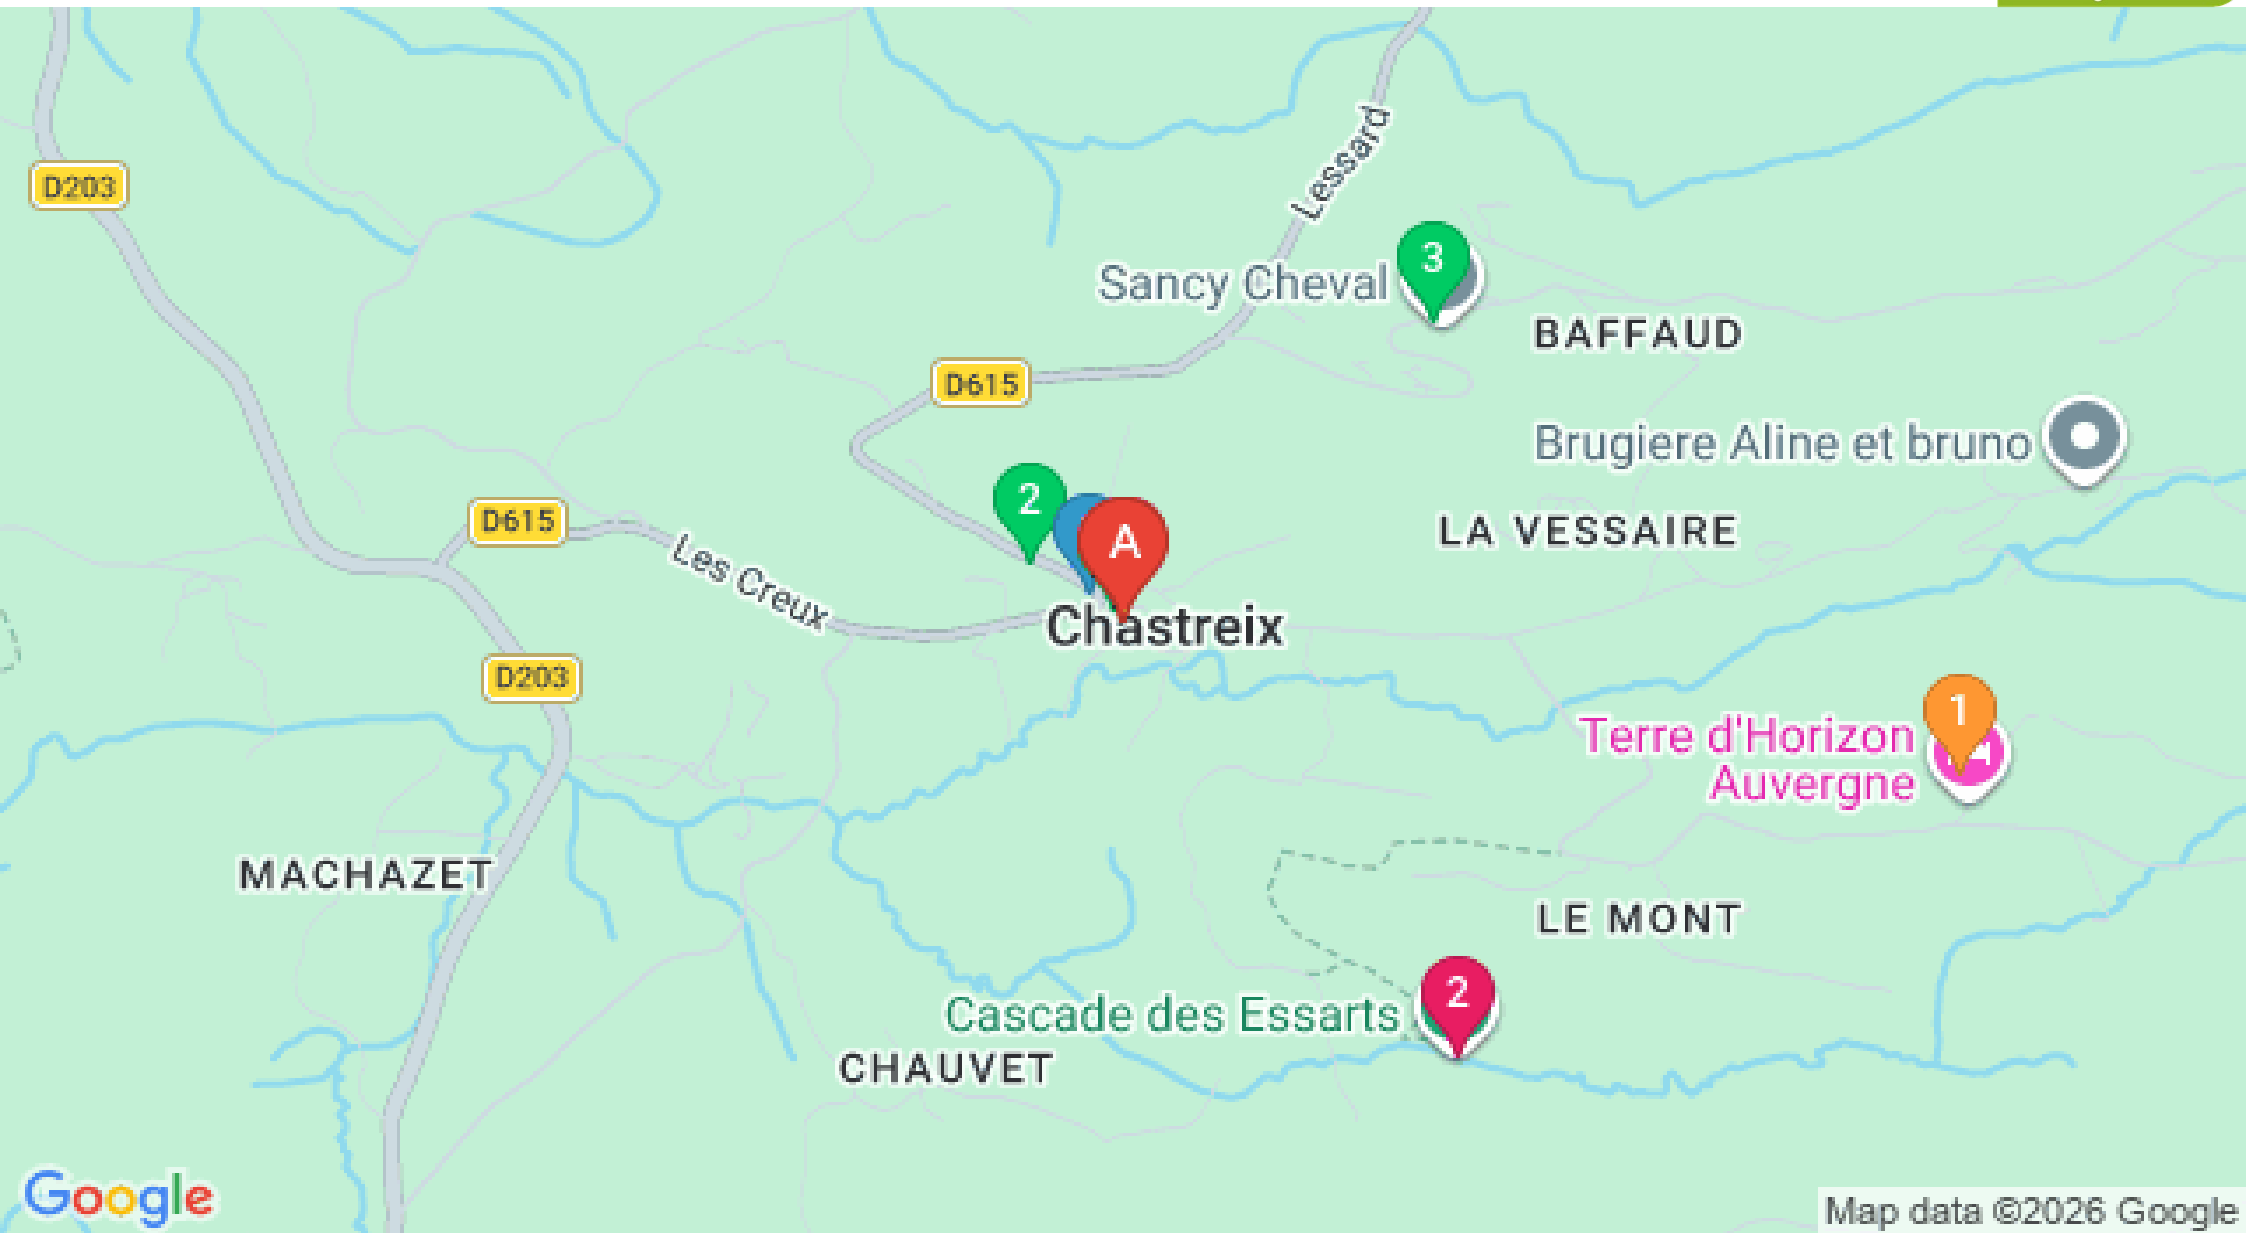 Lessard
D203
3
Sancy Cheval
BAFFAUD
D615
Brugiere Aline et bruno
2
A
D615
LA VESSAIRE
Les Creux
Chastreix
D203
1
Terre d'Horizon
Auvergne
MACHAZET
LE MONT
2
Cascade des Essarts
CHAUVET
Google
Map data ©2026 Google